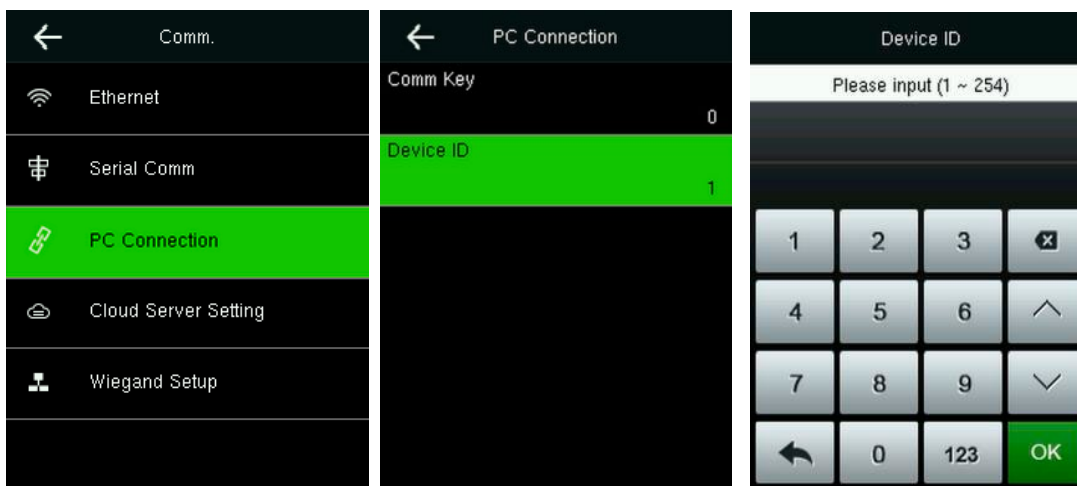 Comm.
Ethernet
Serial Comm
PC Connection
Cloud Server Setting
Wiegand Setup
PC Connection
Comm Key
0
Device ID
1
Device ID
Please input (1 ~ 254)
1 2 3
4 5 6
7 8 9
0 123 OK